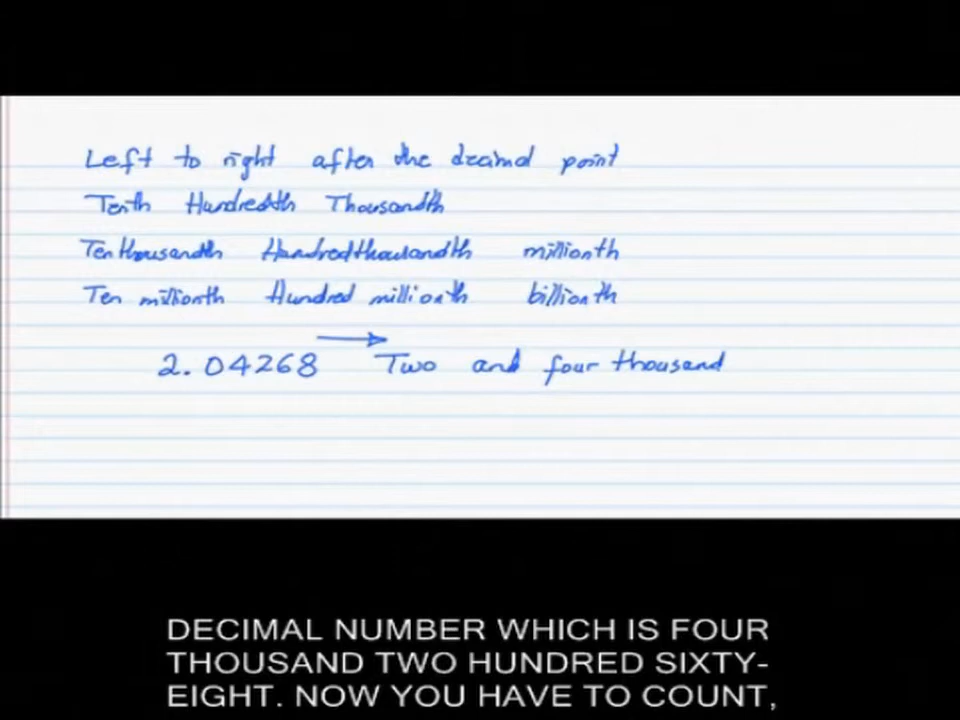 Left to right after the decimal point
Tenth Hundredth Thousandth
Ten thousandth Hundred thousandth millionth
Ten millionth Hundred millionth billionth
2.04268 Two and four thousand
DECIMAL NUMBER WHICH IS FOUR
THOUSAND TWO HUNDRED SIXTY-
EIGHT. NOW YOU HAVE TO COUNT,